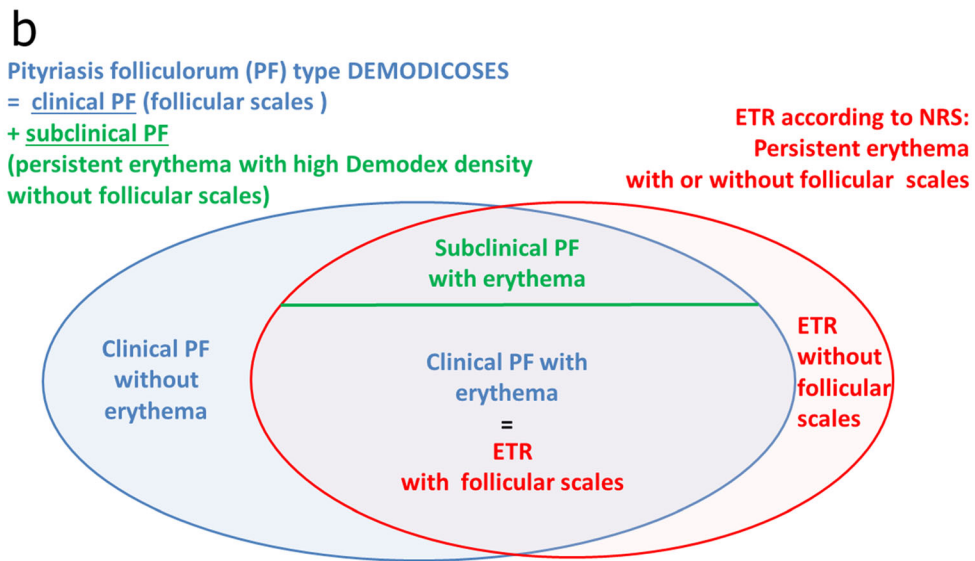 b
Pityriasis folliculorum (PF) type DEMODICOSES
= clinical PF (follicular scales )
+ subclinical PF
(persistent erythema with high Demodex density
without follicular scales)
ETR according to NRS:
Persistent erythema
with or without follicular scales
Subclinical PF
with erythema
Clinical PF
without
erythema
Clinical PF with
erythema
=
ETR
with follicular scales
ETR
without
follicular
scales